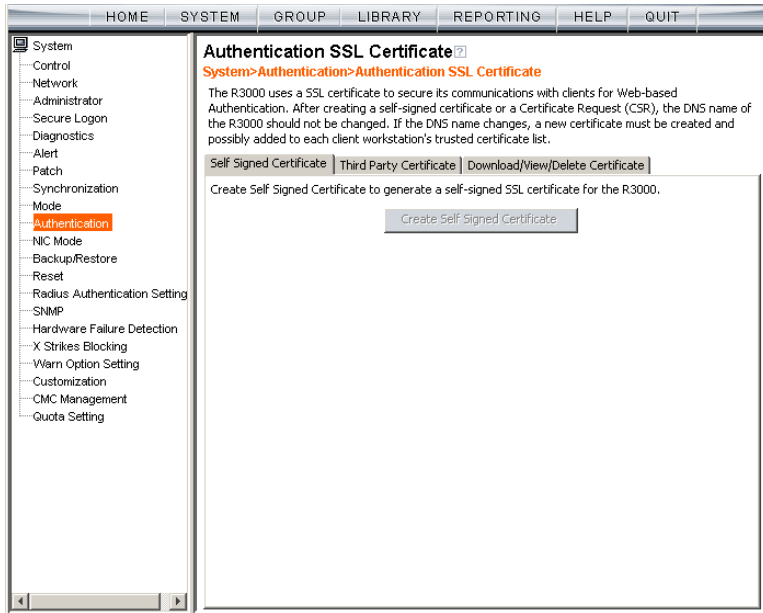 HOME SYSTEM GROUP LIBRARY REPORTING HELP QUIT
System
Control
Network
Administrator
Secure Logon
Diagnostics
Alert
Patch
Synchronization
Mode
Authentication
NIC Mode
Backup/Restore
Reset
Radius Authentication Setting
SNMP
Hardware Failure Detection
X Strikes Blocking
Warn Option Setting
Customization
CMC Management
Quota Setting
Authentication SSL Certificate ?
System>Authentication>Authentication SSL Certificate
The R3000 uses a SSL certificate to secure its communications with clients for Web-based
Authentication. After creating a self-signed certificate or a Certificate Request (CSR), the DNS name of
the R3000 should not be changed. If the DNS name changes, a new certificate must be created and
possibly added to each client workstation's trusted certificate list.
Self Signed Certificate Third Party Certificate Download/View/Delete Certificate
Create Self Signed Certificate to generate a self-signed SSL certificate for the R3000.
Create Self Signed Certificate